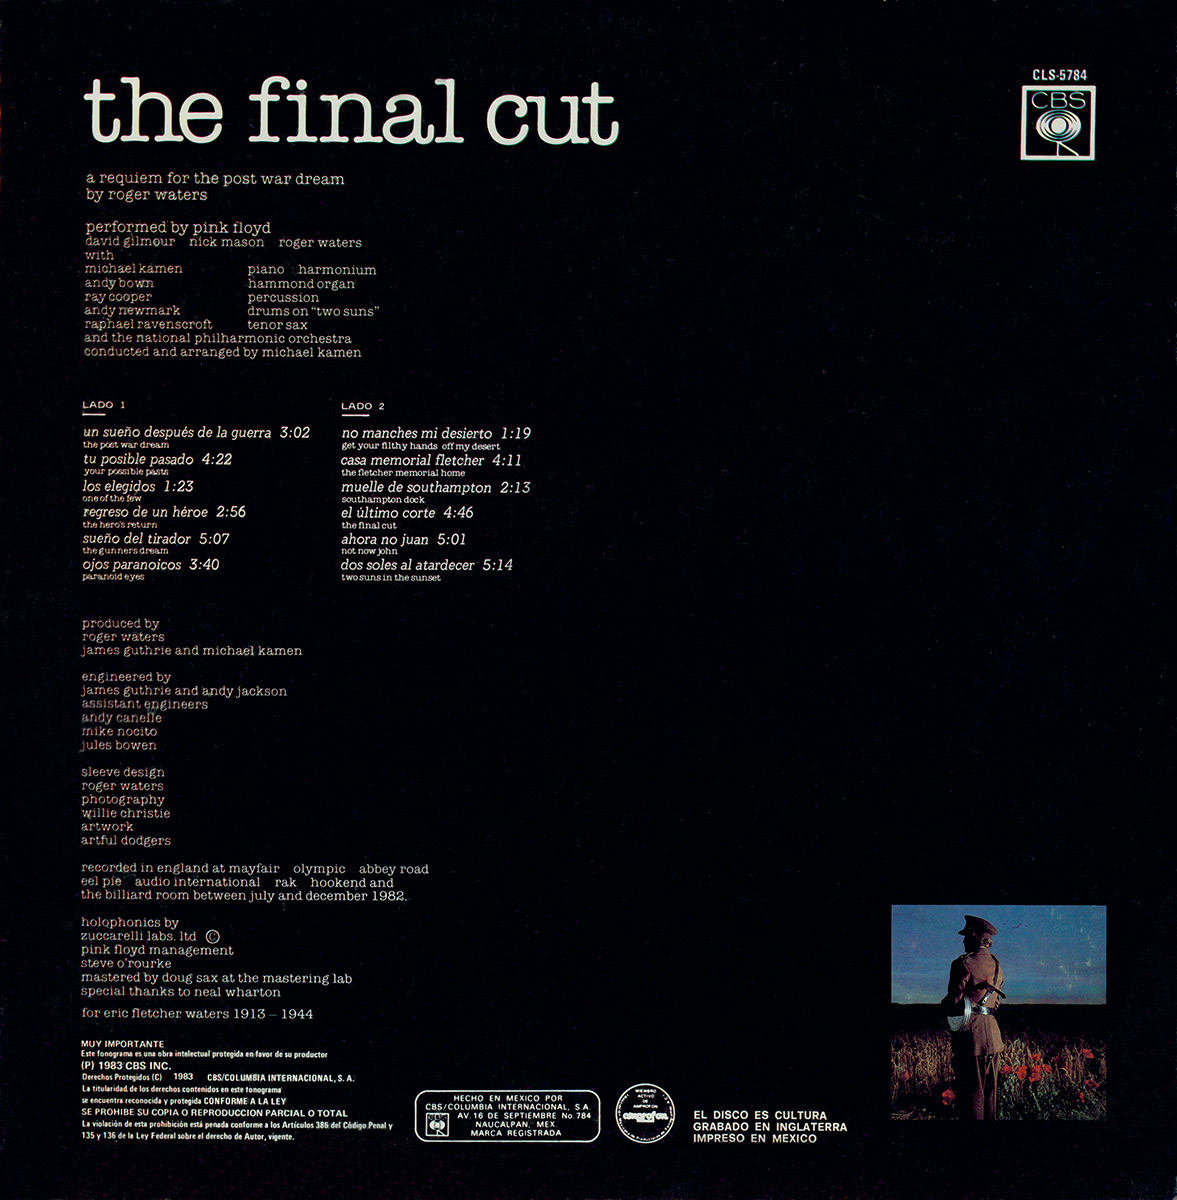 the final cut
CLS-5784
CBS
a requiem for the post war dream
by roger waters
performed by pink floyd
david gilmour nick mason roger waters
with
michael kamen piano harmonium
andy bown hammond organ
ray cooper percussion
andy newmark drums on "two suns"
raphael ravenscroft tenor sax
and the national philharmonic orchestra
conducted and arranged by michael kamen
LADO 1
un sueño después de la guerra 3:02
the post war dream
tu posible pasado 4:22
your possible pasts
los elegidos 1:23
one of the few
regreso de un héroe 2:56
the hero's return
sueño del tirador 5:07
the gunners dream
ojos paranoicos 3:40
paranoid eyes
LADO 2
no manches mi desierto 1:19
get your filthy hands off my desert
casa memorial fletcher 4:11
the fletcher memorial home
muelle de southampton 2:13
southampton dock
el último corte 4:46
the final cut
ahora no juan 5:01
not now john
dos soles al atardecer 5:14
two suns in the sunset
produced by
roger waters
james guthrie and michael kamen
engineered by
james guthrie and andy jackson
assistant engineers
andy canelle
mike nocito
jules bowen
sleeve design
roger waters
photography
willie christie
artwork
artful dodgers
recorded in england at mayfair olympic abbey road
eel pie audio international rak hookend and
the billiard room between july and december 1982.
holophonics by
zuccarelli labs. ltd ©
pink floyd management
steve o'rourke
mastered by doug sax at the mastering lab
special thanks to neal wharton
for eric fletcher waters 1913 – 1944
MUY IMPORTANTE
Este fonograma es una obra intelectual protegida en favor de su productor
(P) 1983 CBS INC.
Derechos Protegidos (C) 1983 CBS/COLUMBIA INTERNACIONAL, S.A.
La titularidad de los derechos contenidos en este fonograma
se encuentra reconocida y protegida CONFORME A LA LEY
SE PROHIBE SU COPIA O REPRODUCCION PARCIAL O TOTAL
La violación de esta prohibición está penada conforme a los Artículos 386 del Código Penal y
135 y 136 de la Ley Federal sobre el derecho de Autor, vigente.
HECHO EN MEXICO POR
CBS/COLUMBIA INTERNACIONAL, S.A.
AV. 16 DE SEPTIEMBRE No. 784
NAUCALPAN, MEX.
MARCA REGISTRADA
CBS
MIEMBRO
ACTIVO
DE
AMPROFON
amprofon
EL DISCO ES CULTURA
GRABADO EN INGLATERRA
IMPRESO EN MEXICO